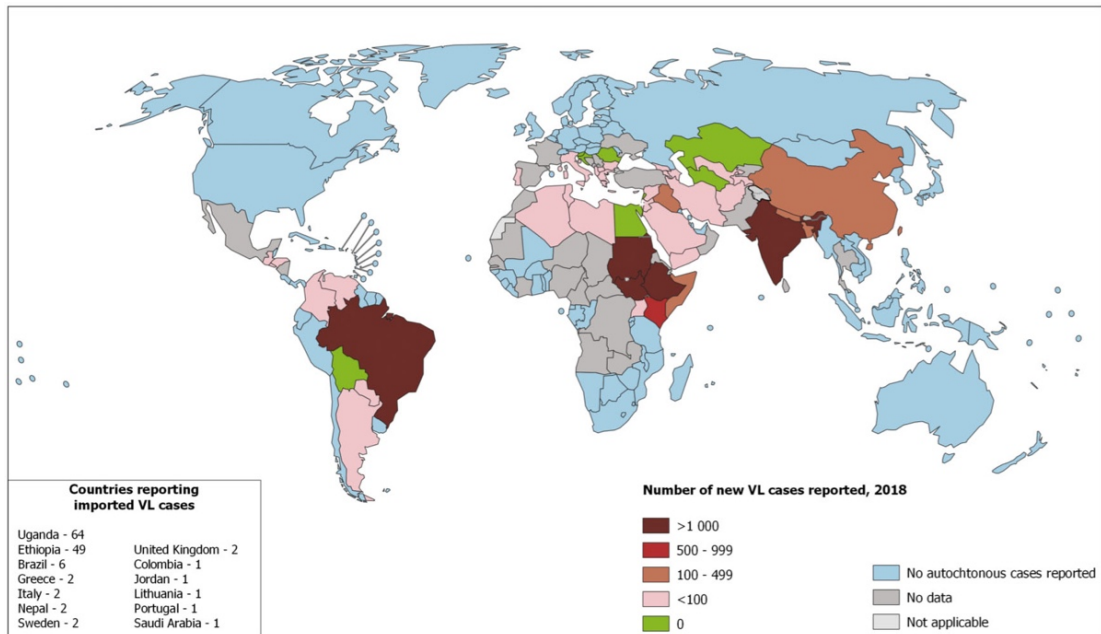 Countries reporting
imported VL cases
Uganda - 64
Ethiopia - 49
Brazil - 6
Greece - 2
Italy - 2
Nepal - 2
Sweden - 2
United Kingdom - 2
Colombia - 1
Jordan - 1
Lithuania - 1
Portugal - 1
Saudi Arabia - 1
Number of new VL cases reported, 2018
>1 000
500 - 999
100 - 499
<100
0
No autochtonous cases reported
No data
Not applicable